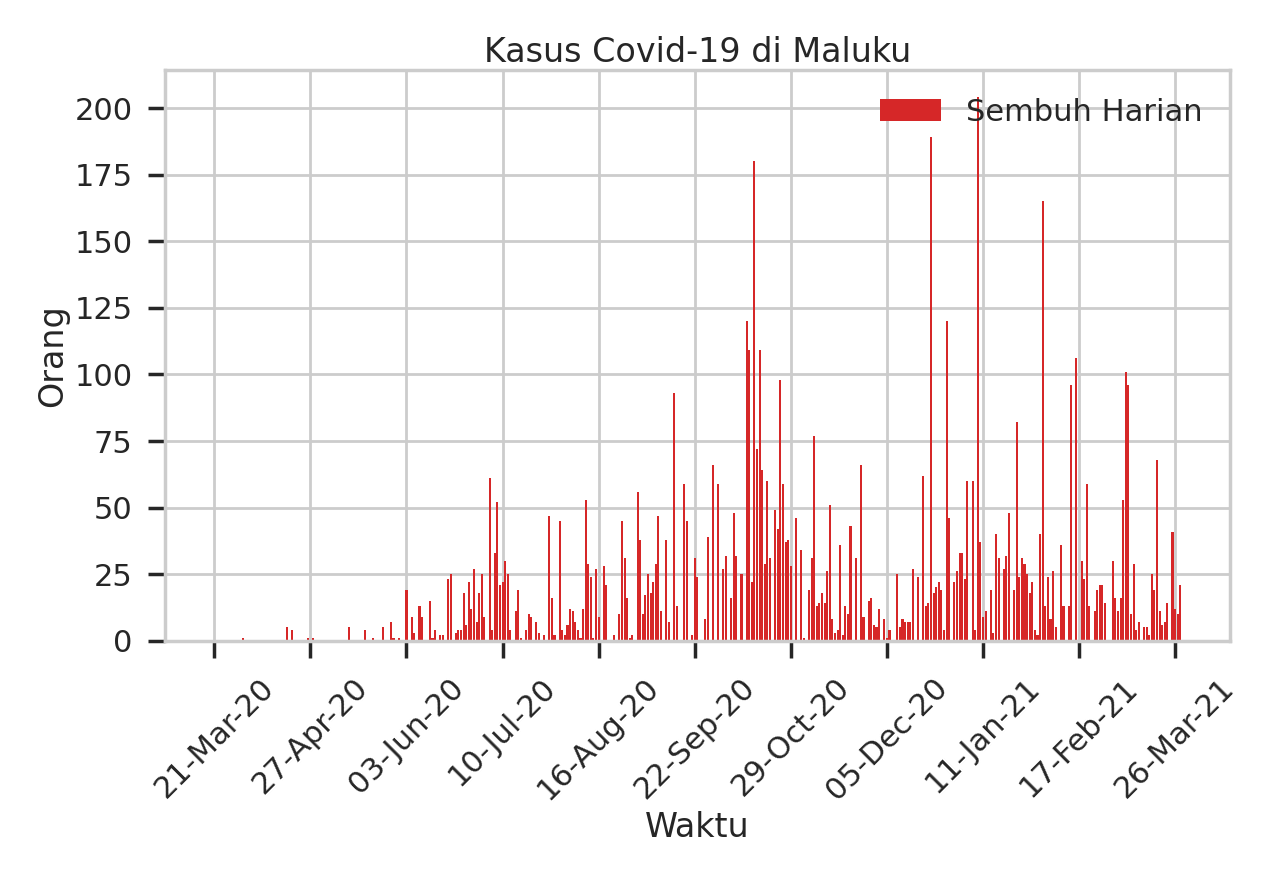 Kasus Covid-19 di Maluku
Sembuh Harian
Orang
200
175
150
125
100
75
50
25
0
21-Mar-20
27-Apr-20
03-Jun-20
10-Jul-20
16-Aug-20
22-Sep-20
29-Oct-20
05-Dec-20
11-Jan-21
17-Feb-21
26-Mar-21
Waktu